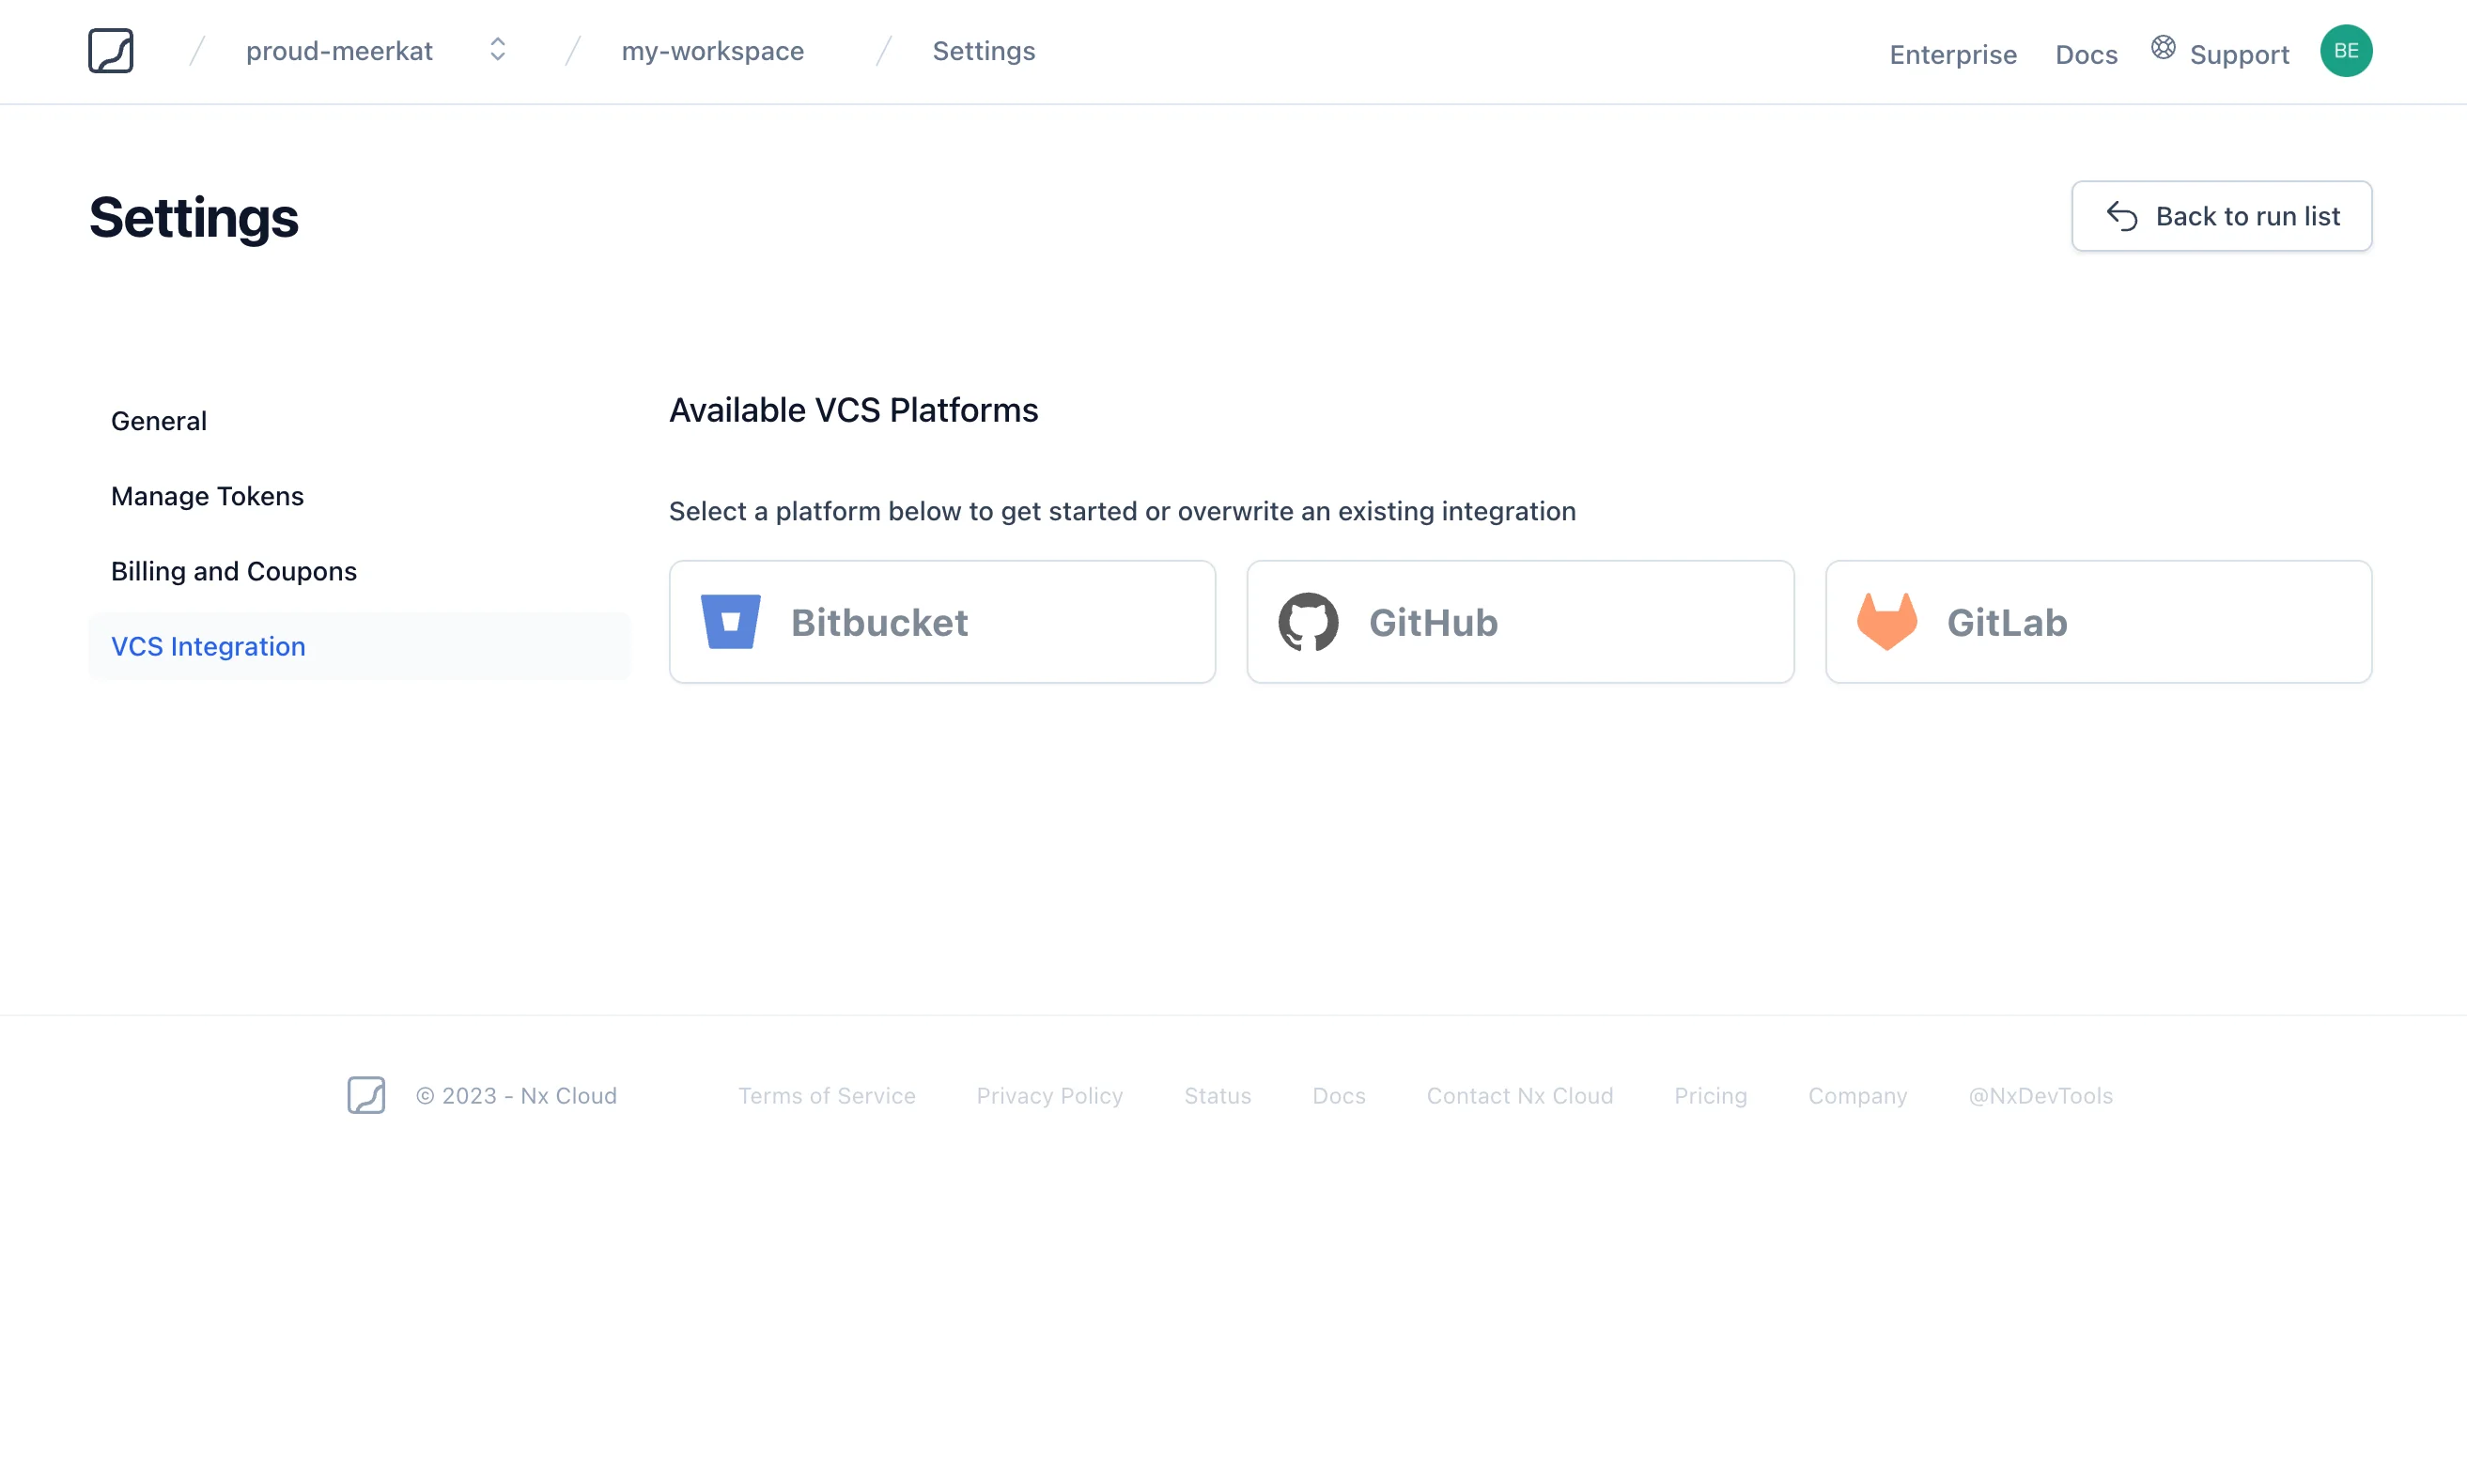 / proud-meerkat / my-workspace / Settings Enterprise Docs Support BE
Settings
Back to run list
General
Manage Tokens
Billing and Coupons
VCS Integration
Available VCS Platforms
Select a platform below to get started or overwrite an existing integration
Bitbucket
GitHub
GitLab
© 2023 - Nx Cloud Terms of Service Privacy Policy Status Docs Contact Nx Cloud Pricing Company @NxDevTools